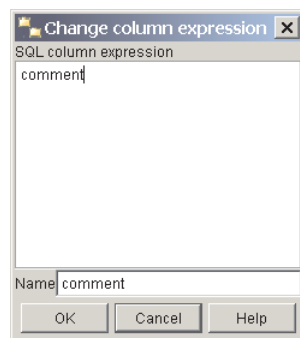 Change column expression
SQL column expression
comment
Name comment
OK Cancel Help